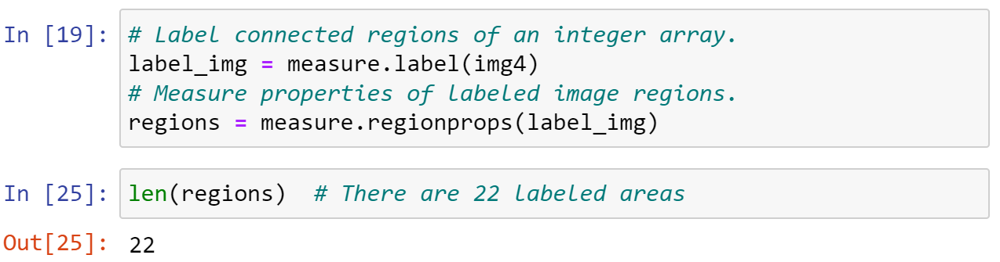 In [19]: # Label connected regions of an integer array.
label_img = measure.label(img4)
# Measure properties of labeled image regions.
regions = measure.regionprops(label_img)
In [25]: len(regions)  # There are 22 labeled areas
Out[25]: 22